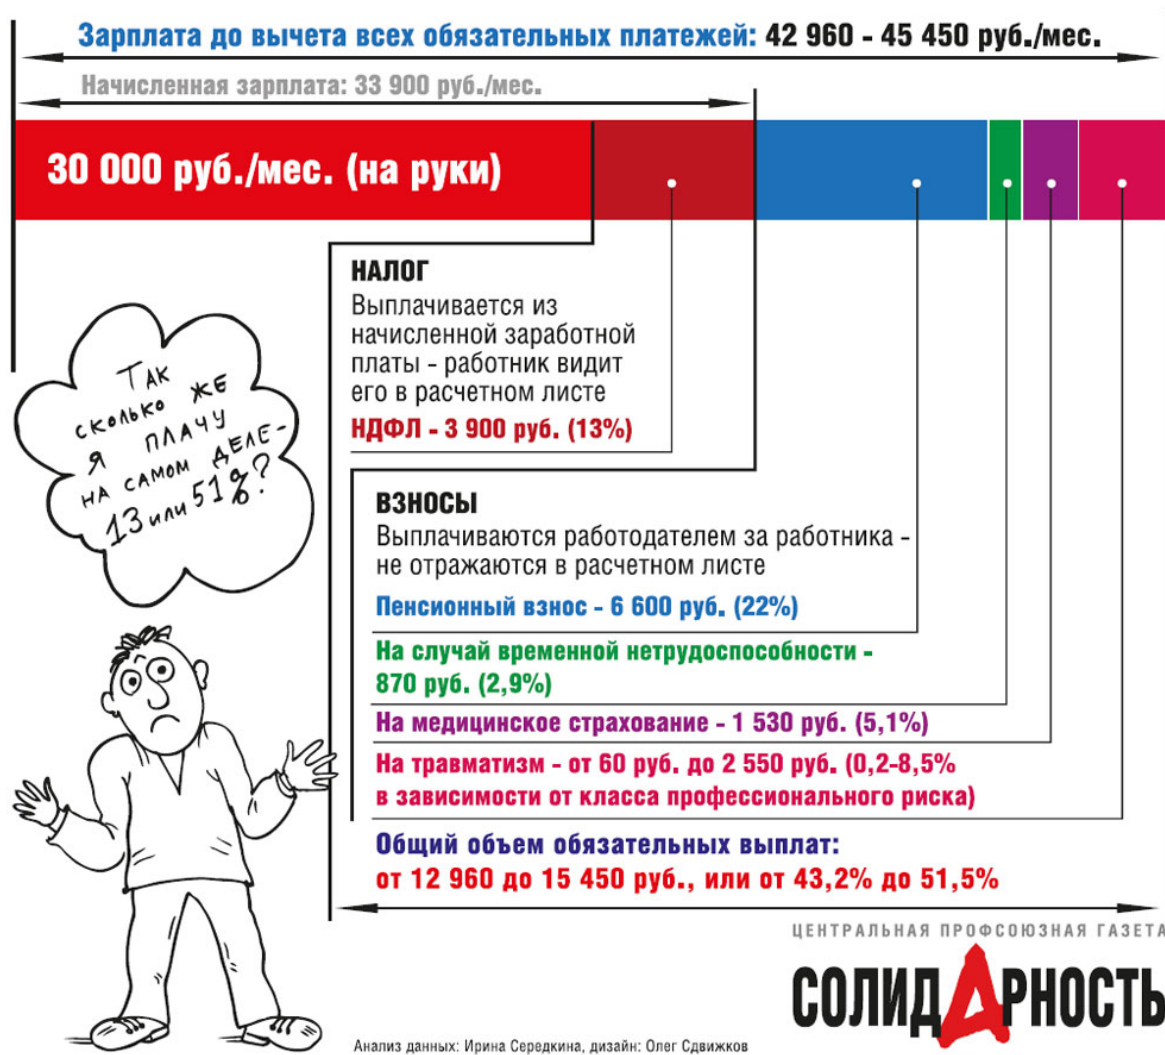 Зарплата до вычета всех обязательных платежей: 42 960 - 45 450 руб./мес.
Начисленная зарплата: 33 900 руб./мес.
30 000 руб./мес. (на руки)
НАЛОГ
Выплачивается из
начисленной заработной
платы - работник видит
его в расчетном листе
НДФЛ - 3 900 руб. (13%)
ТАК
СКОЛЬКО ЖЕ
Я ПЛАЧУ
НА САМОМ ДЕЛЕ -
13 или 51%?
ВЗНОСЫ
Выплачиваются работодателем за работника -
не отражаются в расчетном листе
Пенсионный взнос - 6 600 руб. (22%)
На случай временной нетрудоспособности -
870 руб. (2,9%)
На медицинское страхование - 1 530 руб. (5,1%)
На травматизм - от 60 руб. до 2 550 руб. (0,2-8,5%
в зависимости от класса профессионального риска)
Общий объем обязательных выплат:
от 12 960 до 15 450 руб., или от 43,2% до 51,5%
ЦЕНТРАЛЬНАЯ ПРОФСОЮЗНАЯ ГАЗЕТА
СОЛИДАРНОСТЬ
Анализ данных: Ирина Середкина, дизайн: Олег Сдвижков